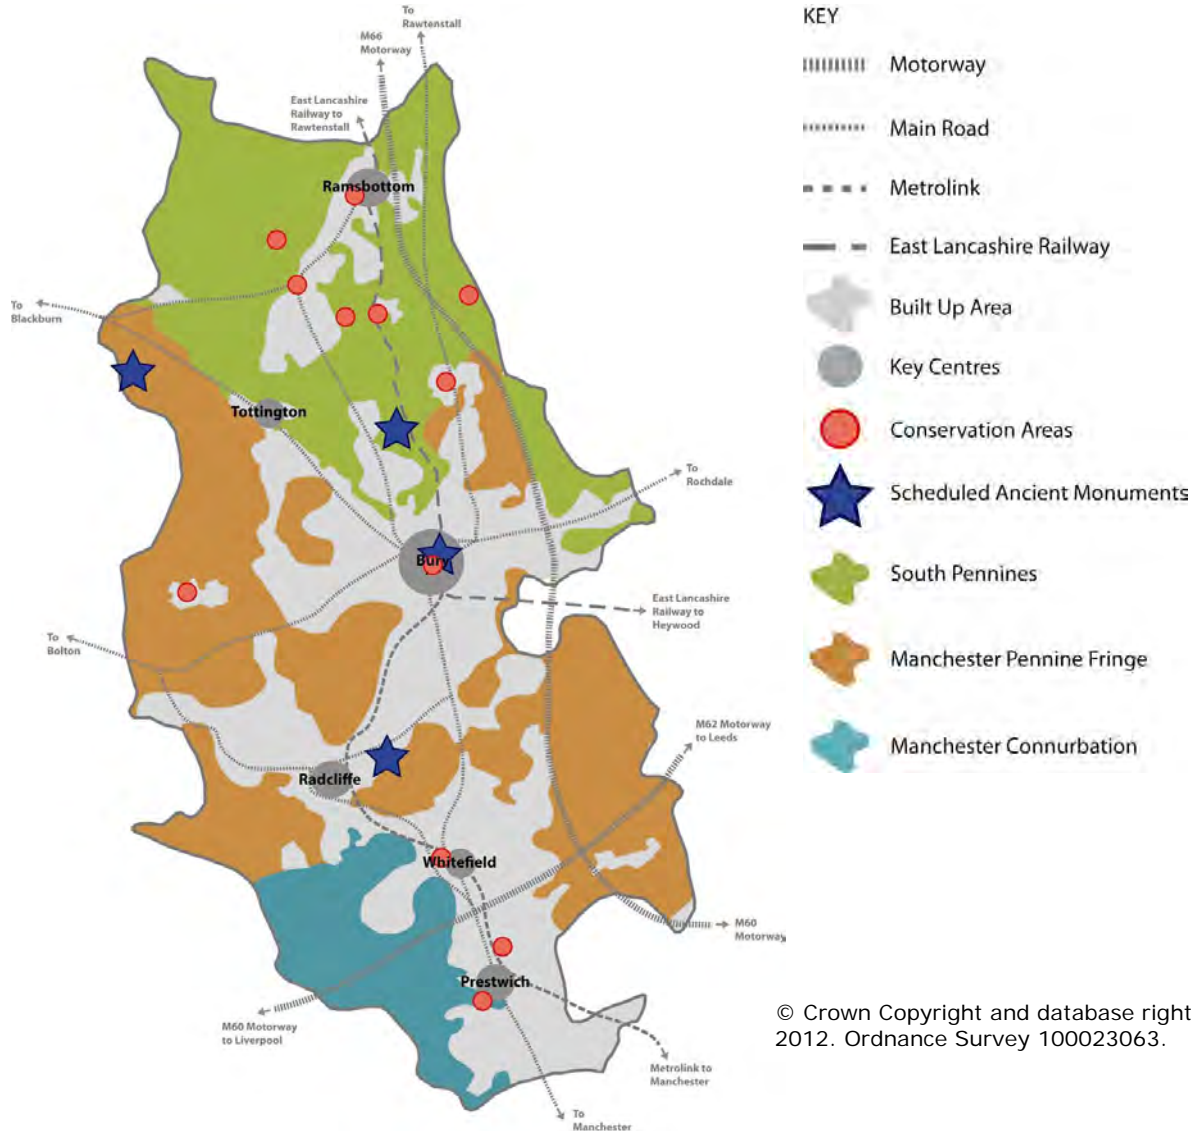 To
Rawtenstall
M66
Motorway
East Lancashire
Railway to
Rawtenstall
Ramsbottom
To
Blackburn
Tottington
To
Rochdale
Bury
East Lancashire
Railway to
Heywood
To
Bolton
M62 Motorway
to Leeds
Radcliffe
Whitefield
M60
Motorway
Prestwich
M60 Motorway
to Liverpool
Metrolink to
Manchester
To
Manchester
KEY
Motorway
Main Road
Metrolink
East Lancashire Railway
Built Up Area
Key Centres
Conservation Areas
Scheduled Ancient Monuments
South Pennines
Manchester Pennine Fringe
Manchester Connurbation
© Crown Copyright and database right
2012. Ordnance Survey 100023063.